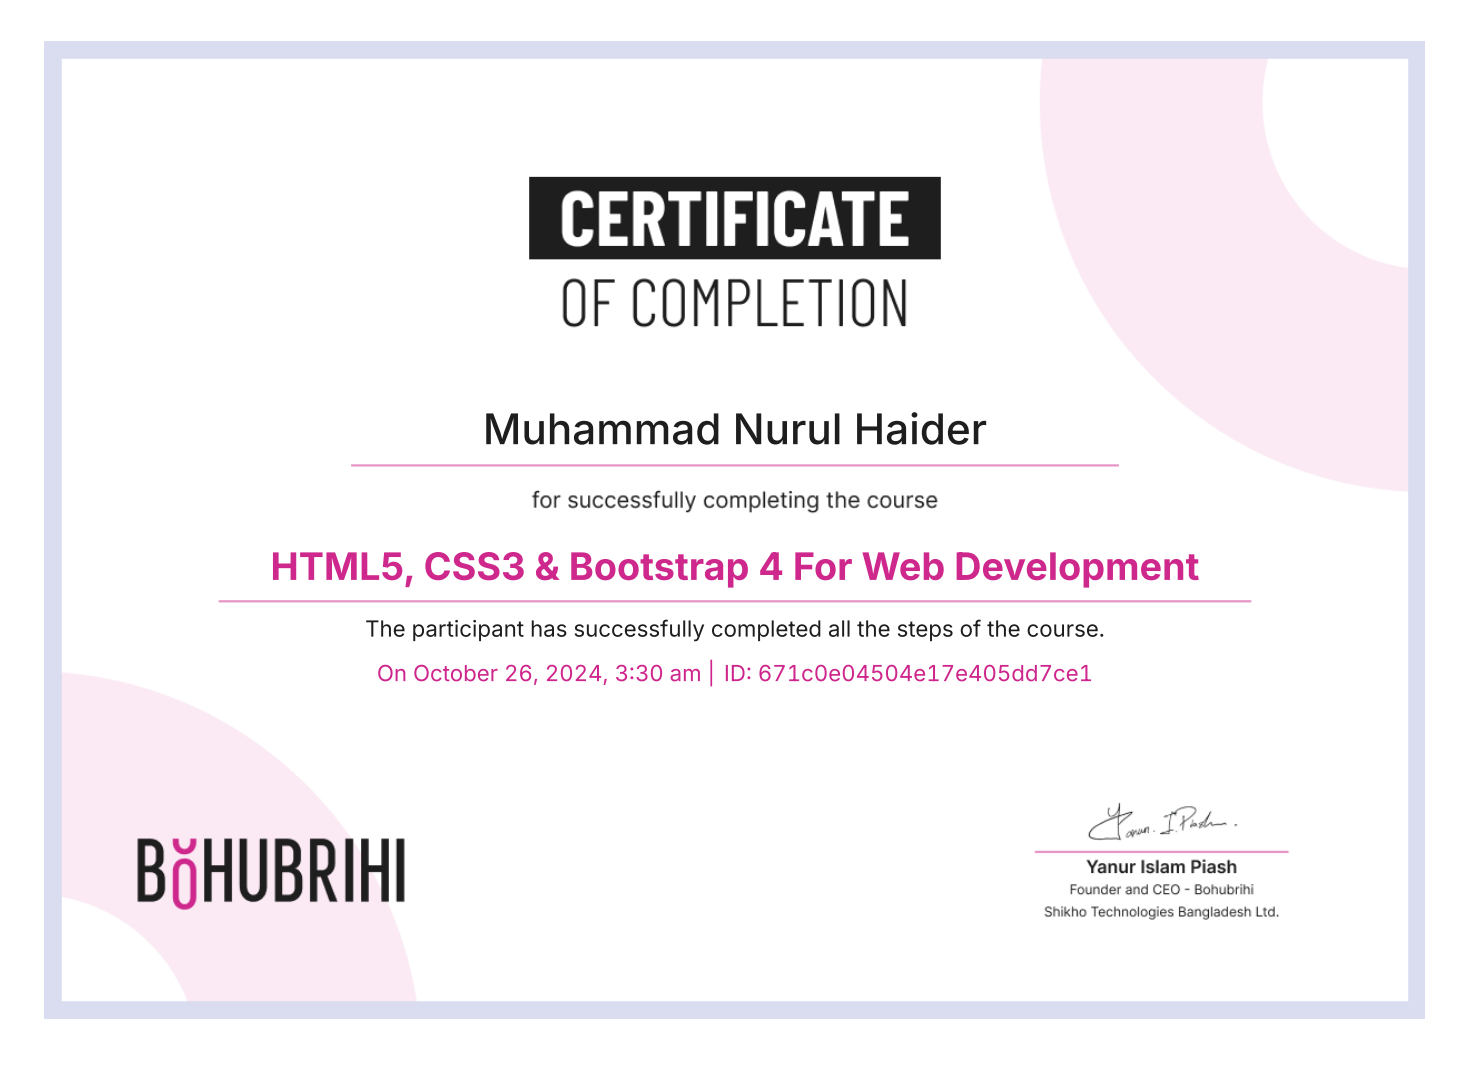 CERTIFICATE
OF COMPLETION
Muhammad Nurul Haider
for successfully completing the course
HTML5, CSS3 & Bootstrap 4 For Web Development
The participant has successfully completed all the steps of the course.
On October 26, 2024, 3:30 am | ID: 671c0e04504e17e405dd7ce1
BOHUBRIHI
Yanur I. Piash.
Yanur Islam Piash
Founder and CEO - Bohubrihi
Shikho Technologies Bangladesh Ltd.